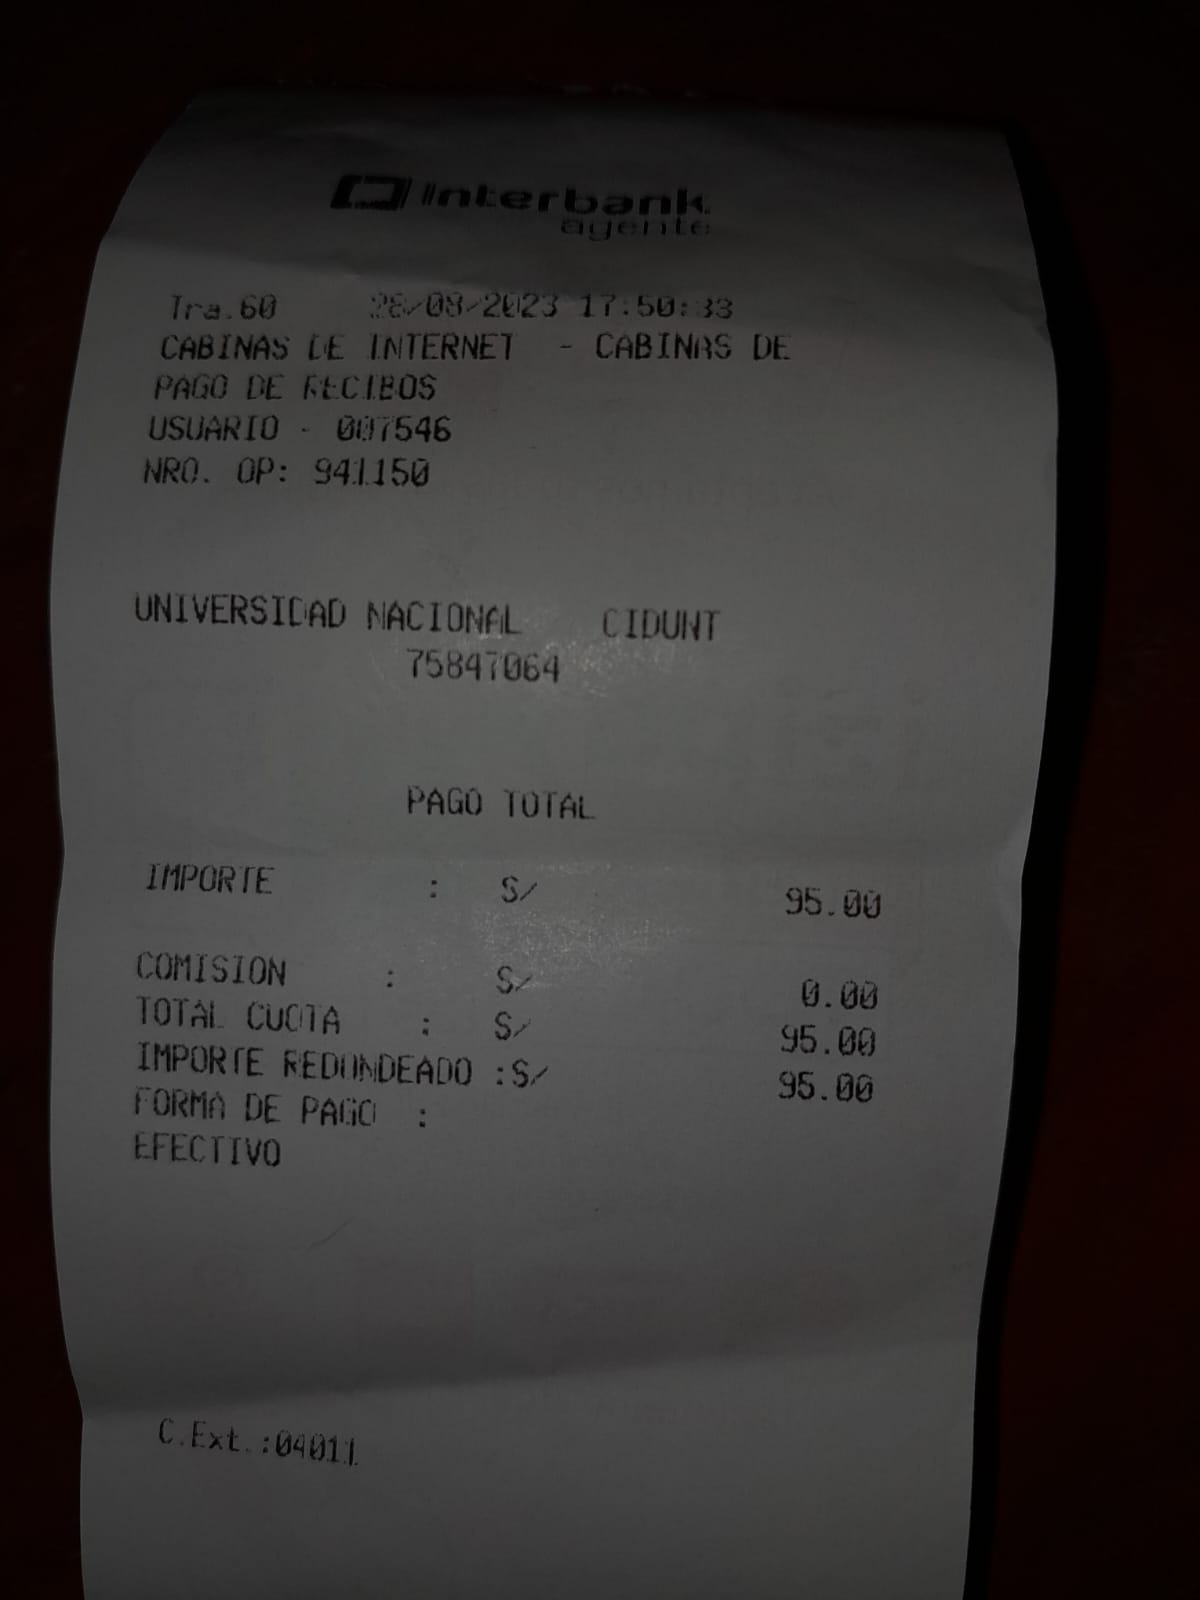 Interbank
agente
Tra.60 28/08/2023 17:50:33
CABINAS DE INTERNET - CABINAS DE
PAGO DE RECIBOS
USUARIO - 007546
NRO. OP: 941150
UNIVERSIDAD NACIONAL CIDUNT
75847064
PAGO TOTAL
IMPORTE : S/ 95.00
COMISION : S/ 0.00
TOTAL CUOTA : S/ 95.00
IMPORTE REDONDEADO :S/ 95.00
FORMA DE PAGO :
EFECTIVO
C.Ext.:04011